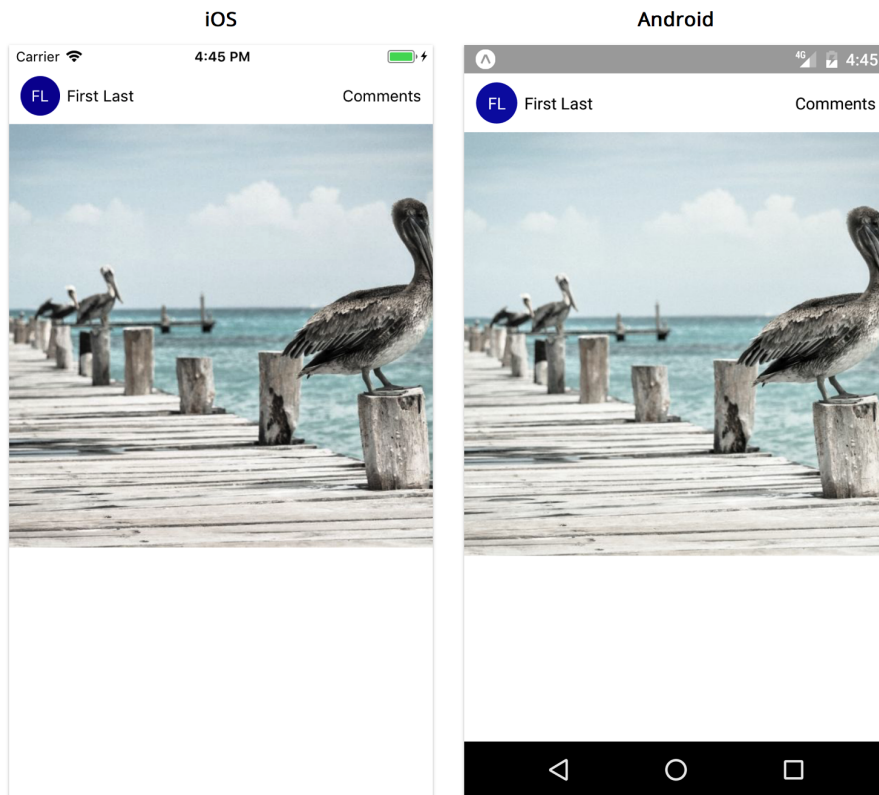 iOS
Android
Carrier 4:45 PM
4G 4:45
FL First Last Comments
FL First Last Comments